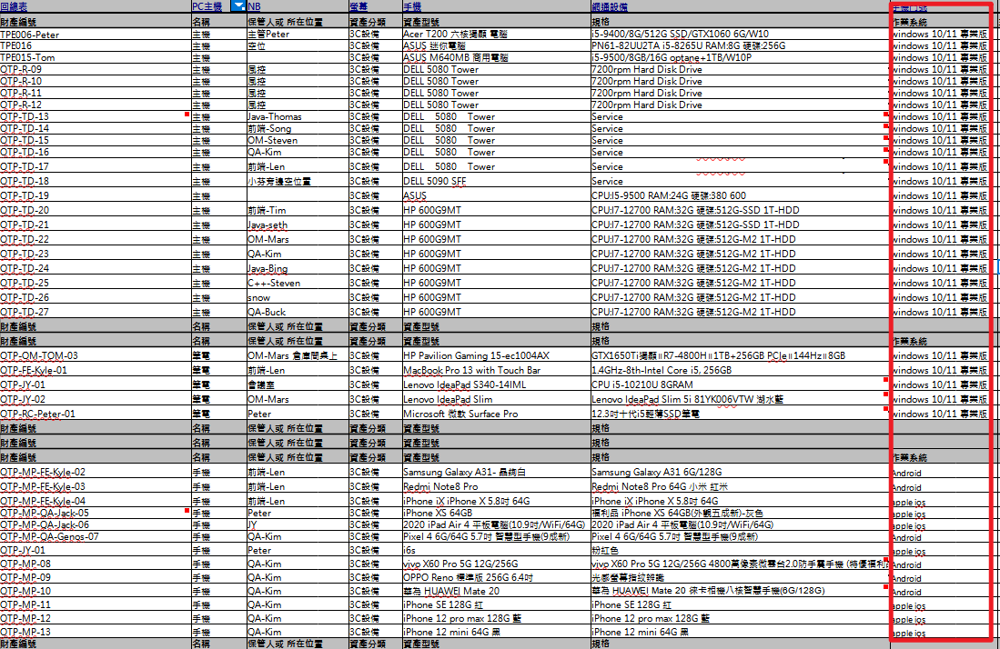 回總表 PC主機 NB 螢幕 手機 網通設備 手機門號
財產編號 名稱 保管人或 所在位置 資產分類 資產型號 規格 作業系統
TPE006-Peter 主機 主管Peter 3C設備 Acer T200 六核獨顯 電腦 i5-9400/8G/512G SSD/GTX1060 6G/W10 windows 10/11 專業版
TPE016 主機 空位 3C設備 ASUS 迷你電腦 PN61-82UU2TA i5-8265U RAM:8G 硬碟:256G windows 10/11 專業版
TPE015-Tom 主機 3C設備 ASUS M640MB 商用電腦 i5-9500/8GB/16G optane+1TB/W10P windows 10/11 專業版
QTP-R-09 主機 風控 3C設備 DELL 5080 Tower 7200rpm Hard Disk Drive windows 10/11 專業版
QTP-R-10 主機 風控 3C設備 DELL 5080 Tower 7200rpm Hard Disk Drive windows 10/11 專業版
QTP-R-11 主機 風控 3C設備 DELL 5080 Tower 7200rpm Hard Disk Drive windows 10/11 專業版
QTP-R-12 主機 風控 3C設備 DELL 5080 Tower 7200rpm Hard Disk Drive windows 10/11 專業版
QTP-TD-13 主機 Java-Thomas 3C設備 DELL 5080 Tower Service windows 10/11 專業版
QTP-TD-14 主機 前端-Song 3C設備 DELL 5080 Tower Service windows 10/11 專業版
QTP-TD-15 主機 OM-Steven 3C設備 DELL 5080 Tower Service windows 10/11 專業版
QTP-TD-16 主機 QA-Kim 3C設備 DELL 5080 Tower Service windows 10/11 專業版
QTP-TD-17 主機 前端-Len 3C設備 DELL 5080 Tower Service windows 10/11 專業版
QTP-TD-18 主機 小芬旁邊空位置 3C設備 DELL 5090 SFF Service windows 10/11 專業版
QTP-TD-19 主機 3C設備 ASUS CPU:I5-9500 RAM:24G 硬碟:380 600 windows 10/11 專業版
QTP-TD-20 主機 前端-Tim 3C設備 HP 600G9MT CPU:I7-12700 RAM:32G 硬碟:512G-SSD 1T-HDD windows 10/11 專業版
QTP-TD-21 主機 Java-seth 3C設備 HP 600G9MT CPU:I7-12700 RAM:32G 硬碟:512G-SSD 1T-HDD windows 10/11 專業版
QTP-TD-22 主機 OM-Mars 3C設備 HP 600G9MT CPU:I7-12700 RAM:32G 硬碟:512G-M2 1T-HDD windows 10/11 專業版
QTP-TD-23 主機 QA-Kim 3C設備 HP 600G9MT CPU:I7-12700 RAM:32G 硬碟:512G-M2 1T-HDD windows 10/11 專業版
QTP-TD-24 主機 Java-Bing 3C設備 HP 600G9MT CPU:I7-12700 RAM:32G 硬碟:512G-M2 1T-HDD windows 10/11 專業版
QTP-TD-25 主機 C++-Steven 3C設備 HP 600G9MT CPU:I7-12700 RAM:32G 硬碟:512G-M2 1T-HDD windows 10/11 專業版
QTP-TD-26 主機 snow 3C設備 HP 600G9MT CPU:I7-12700 RAM:32G 硬碟:512G-M2 1T-HDD windows 10/11 專業版
QTP-TD-27 主機 QA-Buck 3C設備 HP 600G9MT CPU:I7-12700 RAM:32G 硬碟:512G-M2 1T-HDD windows 10/11 專業版
財產編號 名稱 保管人或 所在位置 資產分類 資產型號 規格
財產編號 名稱 保管人或 所在位置 資產分類 資產型號 規格 作業系統
QTP-OM-TOM-03 筆電 OM-Mars 倉庫間桌上 3C設備 HP Pavilion Gaming 15-ec1004AX GTX1650Ti獨顯॥R7-4800H॥1TB+256GB PCIe॥144Hz॥8GB windows 10/11 專業版
QTP-FE-Kyle-01 筆電 前端-Len 3C設備 MacBook Pro 13 with Touch Bar 1.4GHz-8th-Intel Core i5, 256GB windows 10/11 專業版
QTP-JY-01 筆電 會議室 3C設備 Lenovo IdeaPad S340-14IML CPU i5-10210U 8GRAM windows 10/11 專業版
QTP-JY-02 筆電 OM-Mars 3C設備 Lenovo IdeaPad Slim Lenovo IdeaPad Slim 5i 81YK006VTW 湖水藍 windows 10/11 專業版
QTP-RC-Peter-01 筆電 Peter 3C設備 Microsoft 微軟 Surface Pro 12.3吋十代i5輕薄SSD筆電 windows 10/11 專業版
財產編號 名稱 保管人或 所在位置 資產分類 資產型號 規格
財產編號 名稱 保管人或 所在位置 資產分類 資產型號 規格
財產編號 名稱 保管人或 所在位置 資產分類 資產型號 規格 作業系統
QTP-MP-FE-Kyle-02 手機 前端-Len 3C設備 Samsung Galaxy A31- 晶綺白 Samsung Galaxy A31 6G/128G Android
QTP-MP-FE-Kyle-03 手機 前端-Len 3C設備 Redmi Note8 Pro Redmi Note8 Pro 64G 小米 紅米 Android
QTP-MP-FE-Kyle-04 手機 前端-Len 3C設備 iPhone iX iPhone X 5.8吋 64G iPhone iX iPhone X 5.8吋 64G apple ios
QTP-MP-QA-Jack-05 手機 Peter 3C設備 iPhone XS 64GB 福利品 iPhone XS 64GB(外觀五成新)-灰色 apple ios
QTP-MP-QA-Jack-06 手機 JY 3C設備 2020 iPad Air 4 平板電腦(10.9吋/WiFi/64G) 2020 iPad Air 4 平板電腦(10.9吋/WiFi/64G) apple ios
QTP-MP-QA-Genos-07 手機 QA-Kim 3C設備 Pixel 4 6G/64G 5.7吋 智慧型手機(9成新) Pixel 4 6G/64G 5.7吋 智慧型手機(9成新) Android
QTP-JY-01 手機 Peter 3C設備 i6s 粉紅色 apple ios
QTP-MP-08 手機 QA-Kim 3C設備 vivo X60 Pro 5G 12G/256G vivo X60 Pro 5G 12G/256G 4800萬像素微雲台2.0防手震手機 (特優福利品 Android
QTP-MP-09 手機 QA-Kim 3C設備 OPPO Reno 標準版 256G 6.4吋 光感螢幕指紋辨識 Android
QTP-MP-10 手機 QA-Kim 3C設備 華為 HUAWEI Mate 20 華為 HUAWEI Mate 20 徠卡相機八核智慧手機(6G/128G) Android
QTP-MP-11 手機 QA-Kim 3C設備 iPhone SE 128G 紅 iPhone SE 128G 紅 apple ios
QTP-MP-12 手機 QA-Kim 3C設備 iPhone 12 pro max 128G 藍 iPhone 12 pro max 128G 藍 apple ios
QTP-MP-13 手機 QA-Kim 3C設備 iPhone 12 mini 64G 黑 iPhone 12 mini 64G 黑 apple ios
財產編號 名稱 保管人或 所在位置 資產分類 資產型號 規格